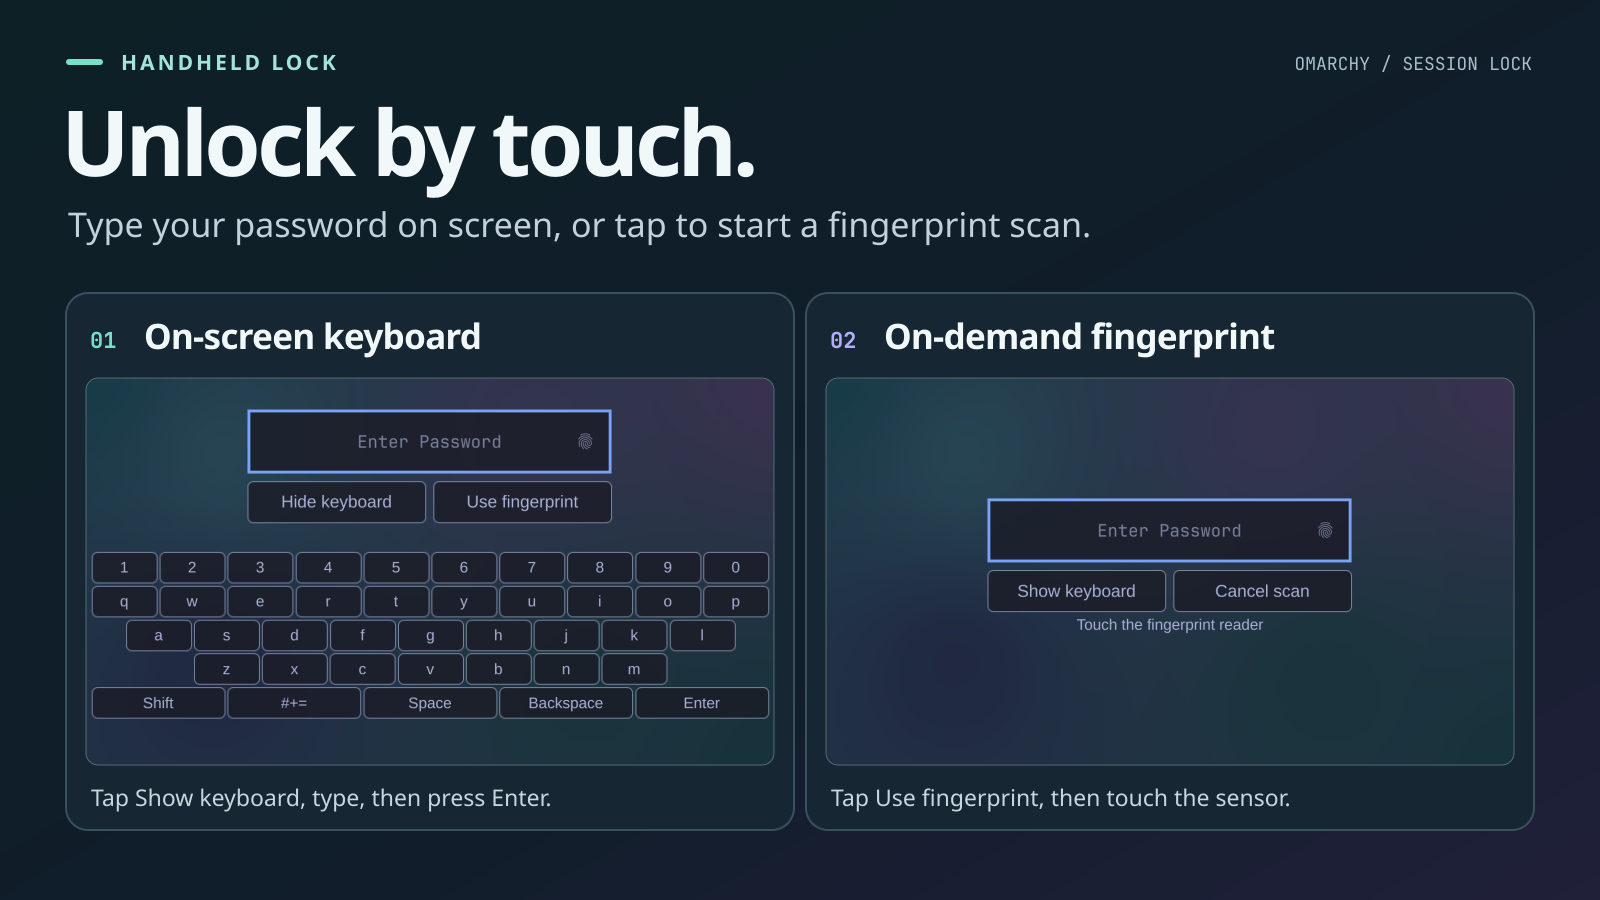 HANDHELD LOCK
OMARCHY / SESSION LOCK
Unlock by touch.
Type your password on screen, or tap to start a fingerprint scan.
01 On-screen keyboard
Enter Password
Hide keyboard Use fingerprint
1 2 3 4 5 6 7 8 9 0
q w e r t y u i o p
a s d f g h j k l
z x c v b n m
Shift #+= Space Backspace Enter
Tap Show keyboard, type, then press Enter.
02 On-demand fingerprint
Enter Password
Show keyboard Cancel scan
Touch the fingerprint reader
Tap Use fingerprint, then touch the sensor.